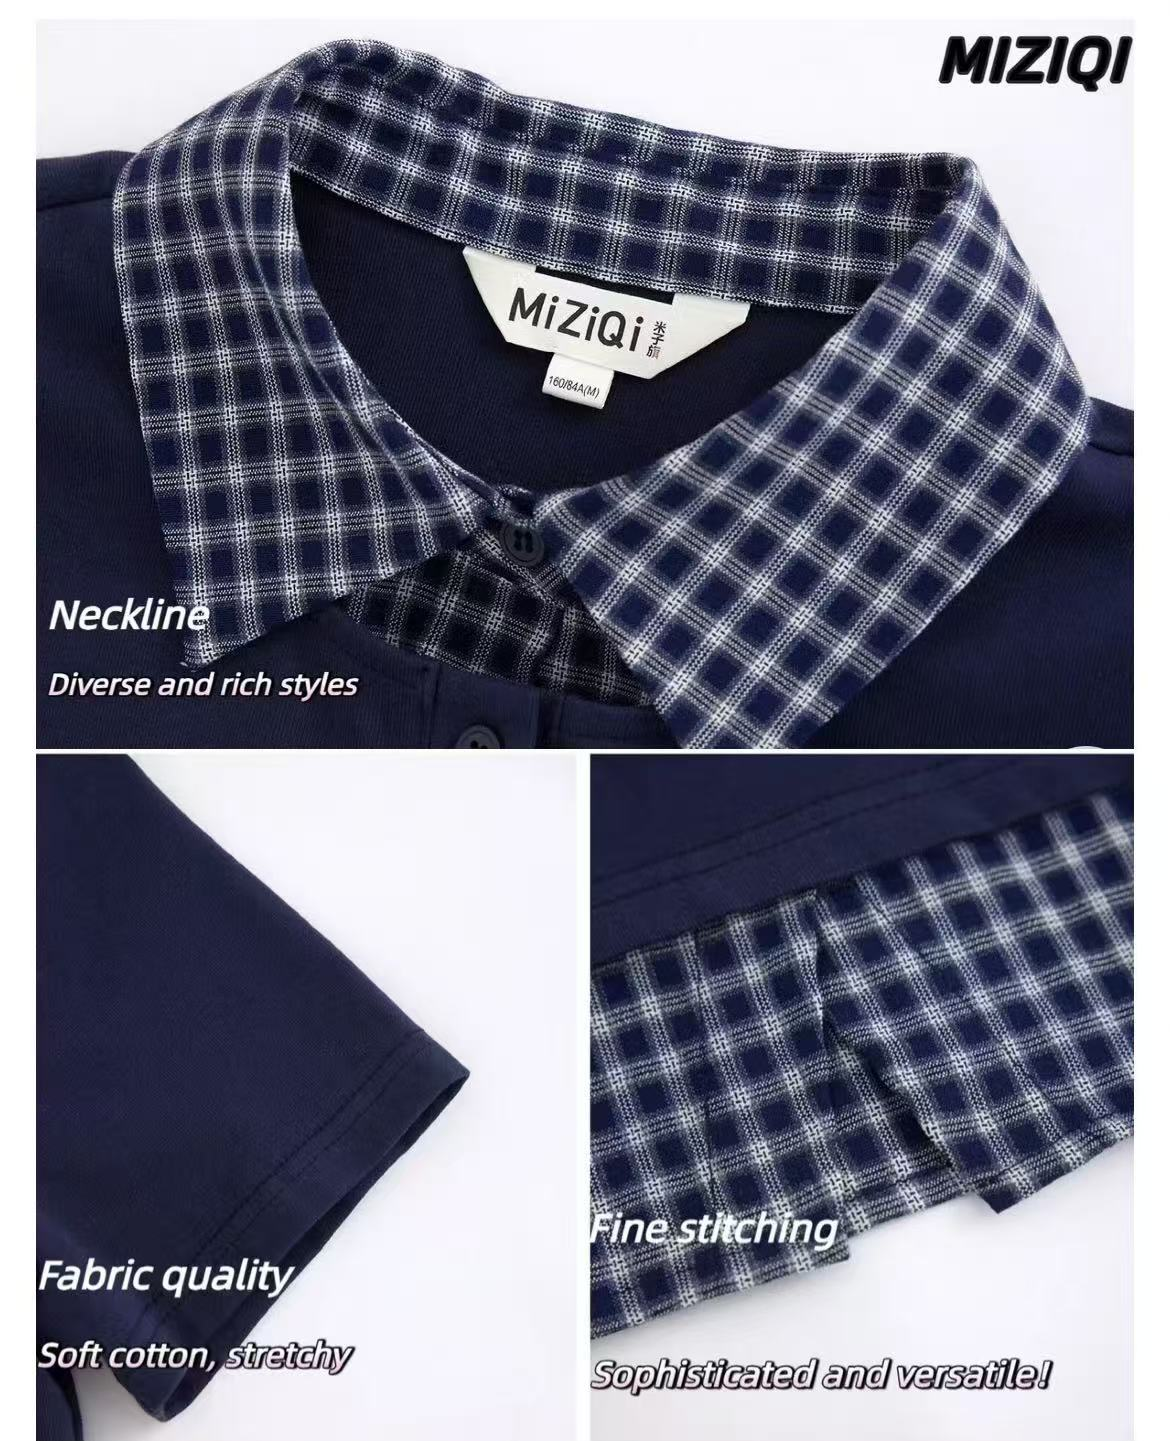 MIZIQI
MiZiQi
米子旗
160/84A(M)
Neckline
Diverse and rich styles
Fabric quality
Soft cotton, stretchy
Fine stitching
Sophisticated and versatile!